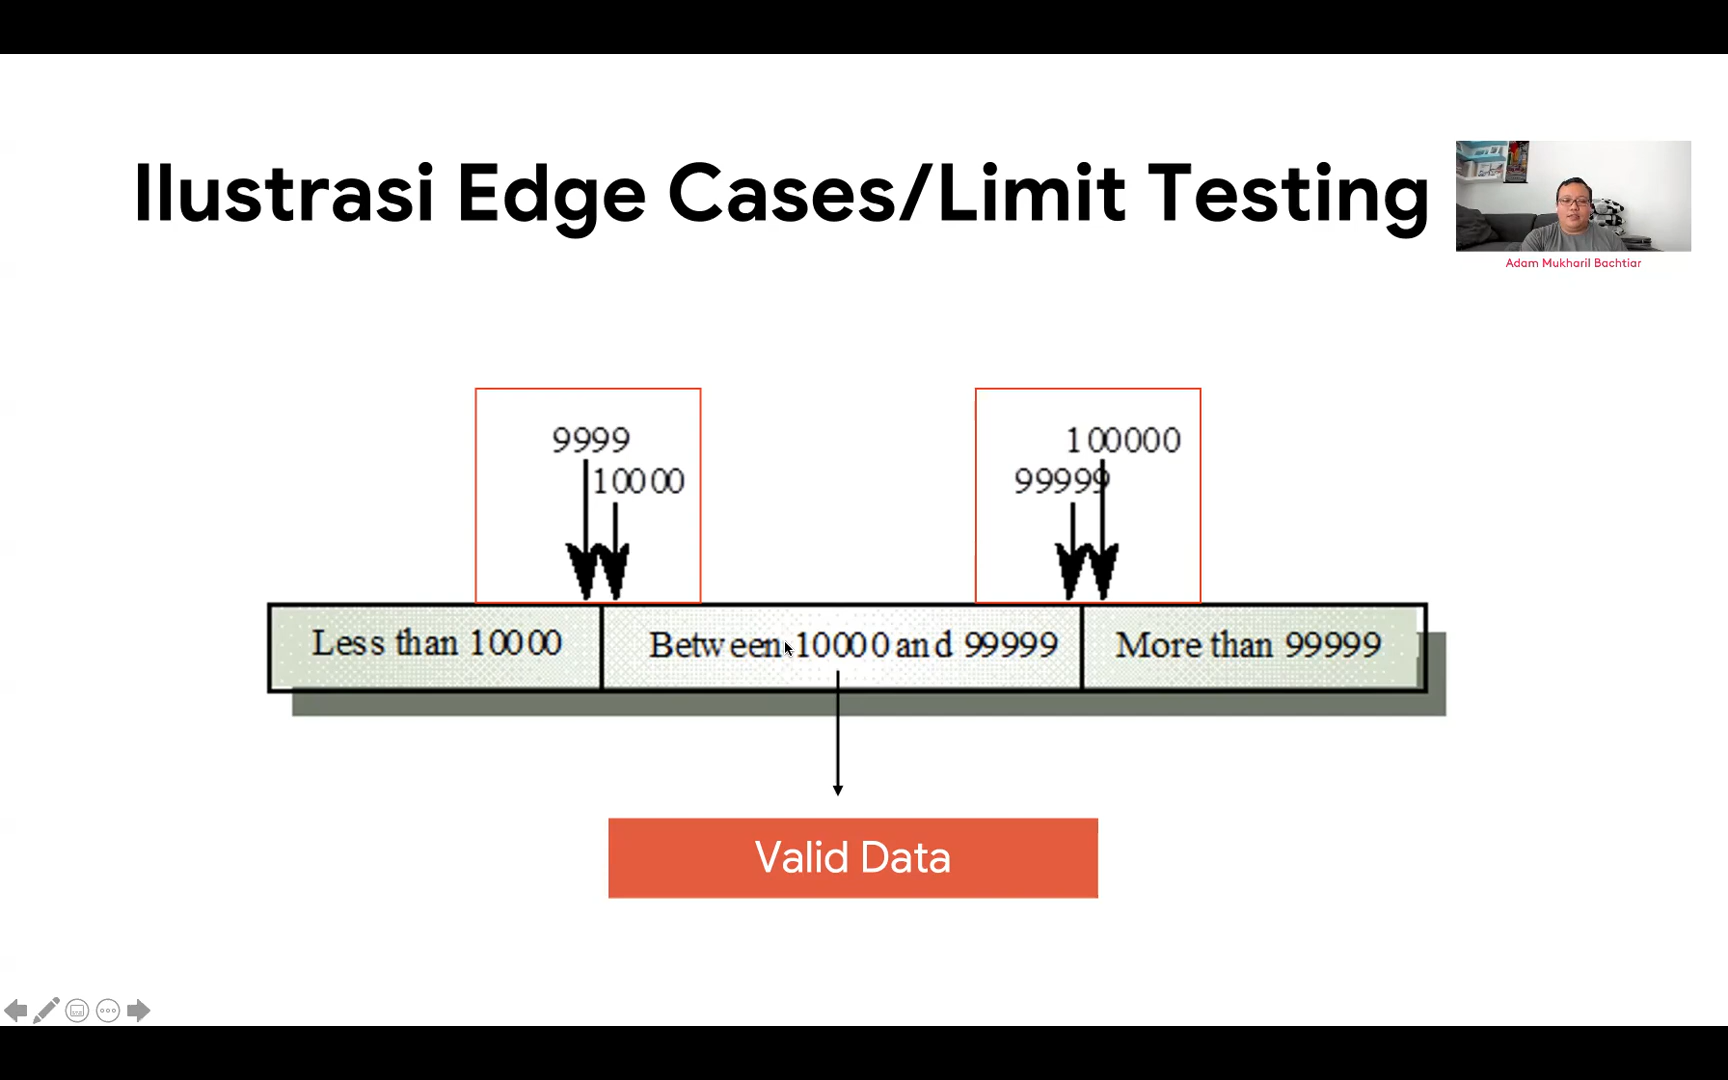 Ilustrasi Edge Cases/Limit Testing
Adam Mukharil Bachtiar
9999
10000
100000
99999
Less than 10000
Between 10000 and 99999
More than 99999
Valid Data